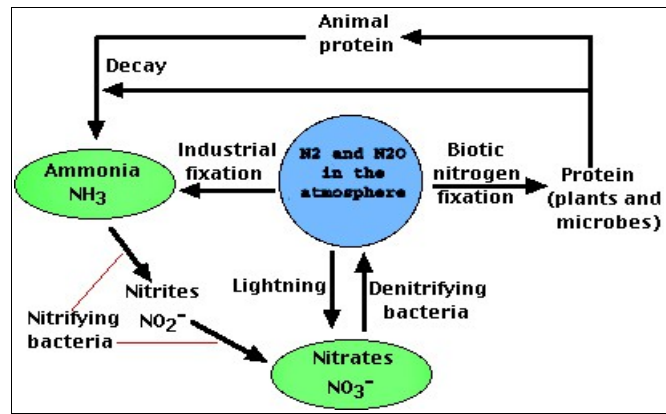 Animal
protein
Decay
Ammonia
NH3
Industrial
fixation
N2 and N2O
in the
atmosphere
Biotic
nitrogen
fixation
Protein
(plants and
microbes)
Nitrites
NO2⁻
Nitrifying
bacteria
Lightning
Denitrifying
bacteria
Nitrates
NO3⁻